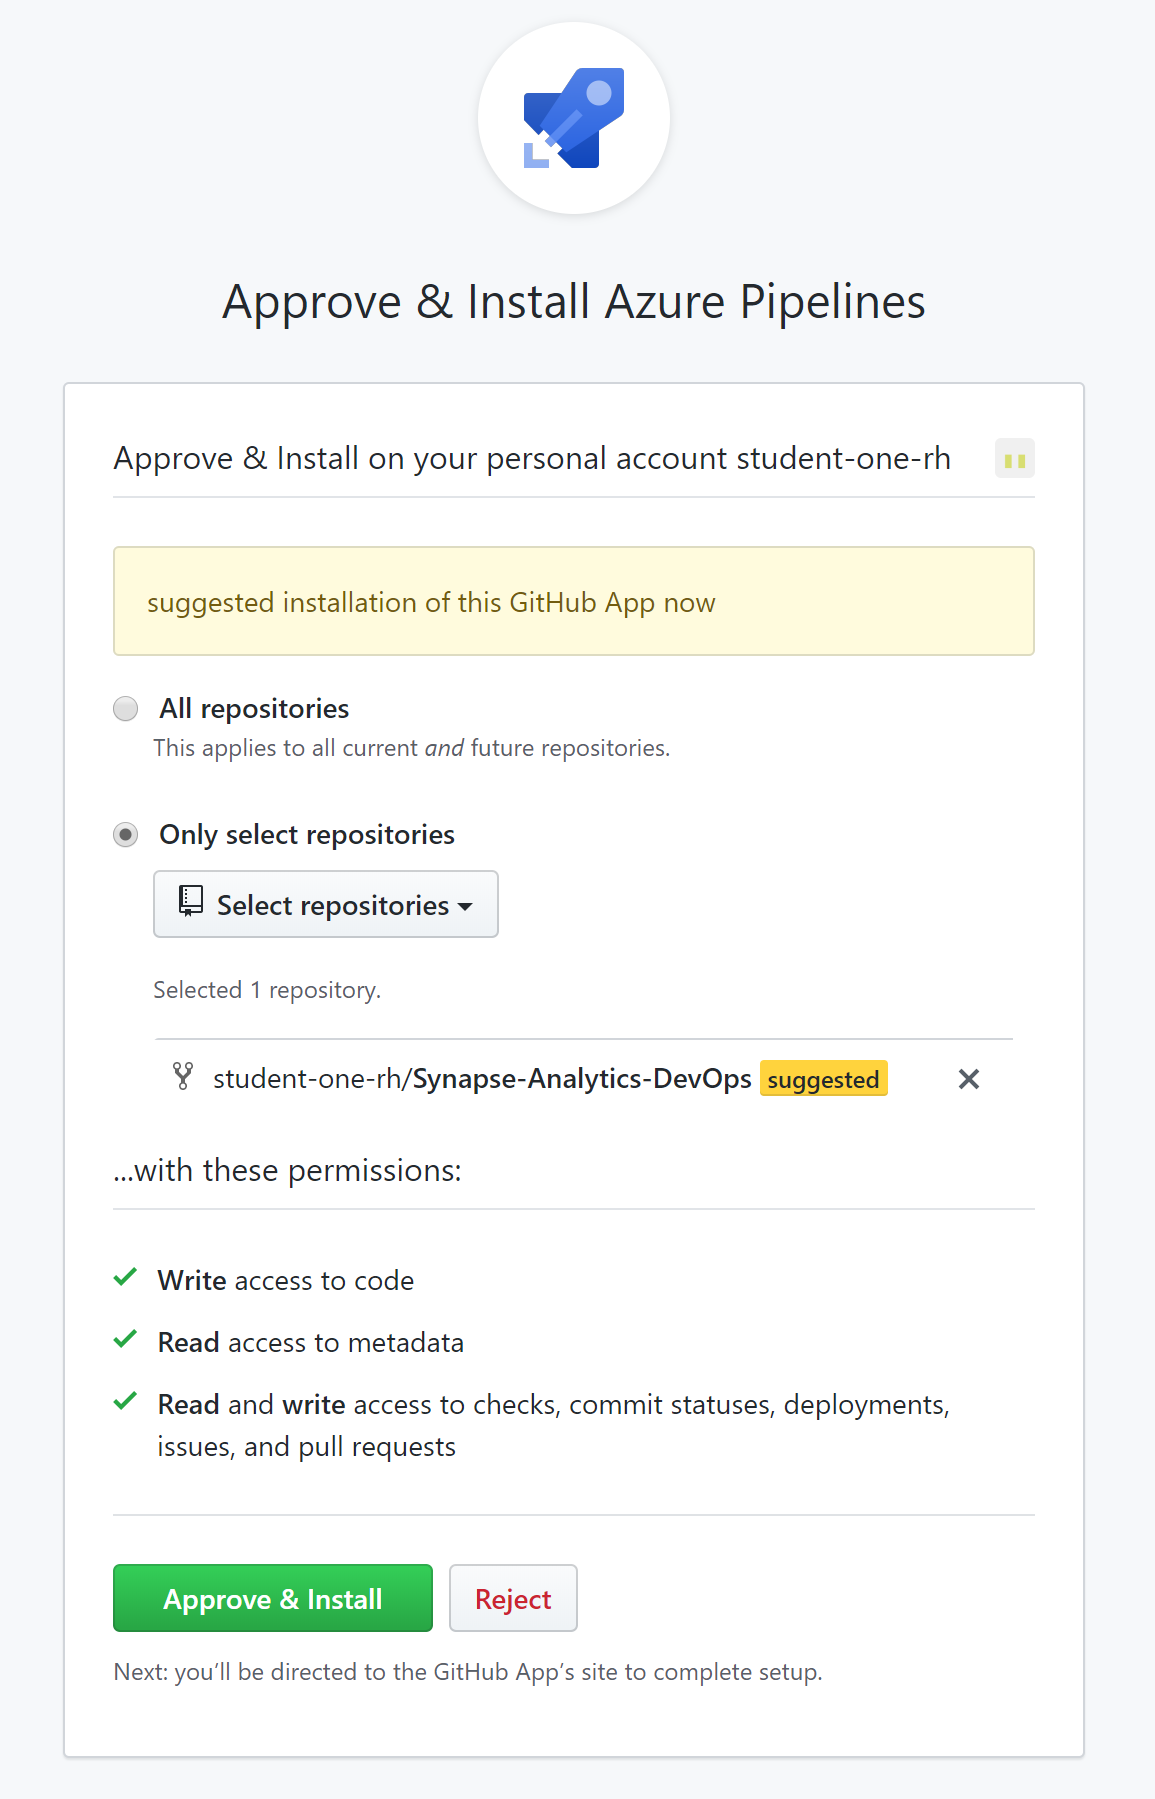 Approve & Install Azure Pipelines
Approve & Install on your personal account student-one-rh
suggested installation of this GitHub App now
All repositories
This applies to all current and future repositories.
Only select repositories
Select repositories
Selected 1 repository.
student-one-rh/Synapse-Analytics-DevOps suggested
...with these permissions:
Write access to code
Read access to metadata
Read and write access to checks, commit statuses, deployments,
issues, and pull requests
Approve & Install Reject
Next: you’ll be directed to the GitHub App’s site to complete setup.